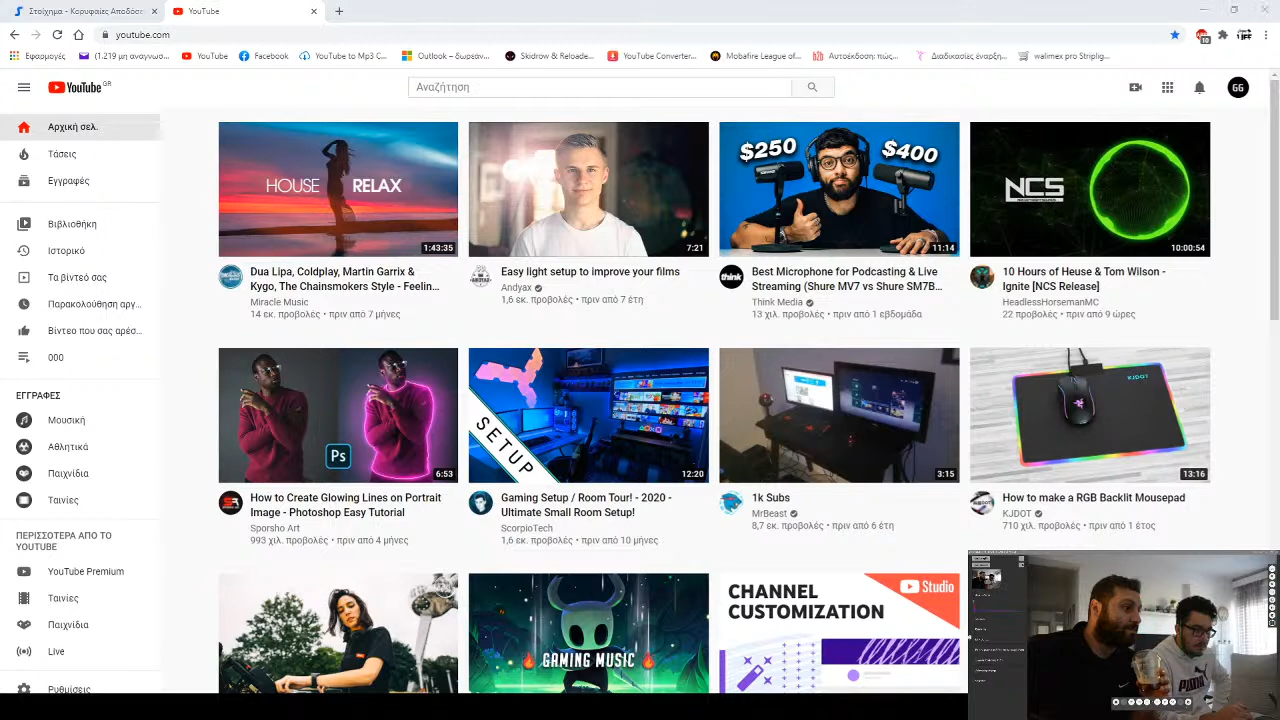 Στοίχημα - Κορυφαίες Αποδόσε
YouTube
youtube.com
10
Εφαρμογές
(1.219 μη αναγνωσ...
YouTube
Facebook
YouTube to Mp3 C...
Outlook – δωρεάν...
Skidrow & Reloade...
YouTube Converter...
Mobafire League of...
Αυτοέκδοση: πώς...
Διαδικασίες έναρξη...
walimex pro Striplig...
YouTube GR
Αναζήτηση
GG
Αρχική σελ.
Τάσεις
Εγγραφές
Βιβλιοθήκη
Ιστορικό
Τα βίντεό σας
Παρακολούθηση αργ...
Βίντεο που σας αρέσ...
000
ΕΓΓΡΑΦΕΣ
Μουσική
Αθλητικά
Παιχνίδια
Ταινίες
ΠΕΡΙΣΣΟΤΕΡΑ ΑΠΟ ΤΟ
YOUTUBE
YouTube Premium
Ταινίες
Παιχνίδια
Live
Ρυθμίσεις
HOUSE RELAX
1:43:35
Dua Lipa, Coldplay, Martin Garrix &
Kygo, The Chainsmokers Style - Feelin...
Miracle Music
14 εκ. προβολές • πριν από 7 μήνες
7:21
Easy light setup to improve your films
Andyax
1,6 εκ. προβολές • πριν από 7 έτη
$250 $400
11:14
think
Best Microphone for Podcasting & Live
Streaming (Shure MV7 vs Shure SM7B...
Think Media
13 χιλ. προβολές • πριν από 1 εβδομάδα
NCS
10:00:54
10 Hours of Heuse & Tom Wilson -
Ignite [NCS Release]
HeadlessHorsemanMC
22 προβολές • πριν από 9 ώρες
Ps
6:53
How to Create Glowing Lines on Portrait
Image - Photoshop Easy Tutorial
Sporsho Art
993 χιλ. προβολές • πριν από 4 μήνες
SETUP
12:20
Gaming Setup / Room Tour! - 2020 -
Ultimate Small Room Setup!
ScorpioTech
1,6 εκ. προβολές • πριν από 10 μήνες
3:15
1k Subs
MrBeast
8,7 εκ. προβολές • πριν από 6 έτη
13:16
How to make a RGB Backlit Mousepad
KJDOT
710 χιλ. προβολές • πριν από 1 έτος
GAMING MUSIC
CHANNEL
CUSTOMIZATION
Studio
PUMA